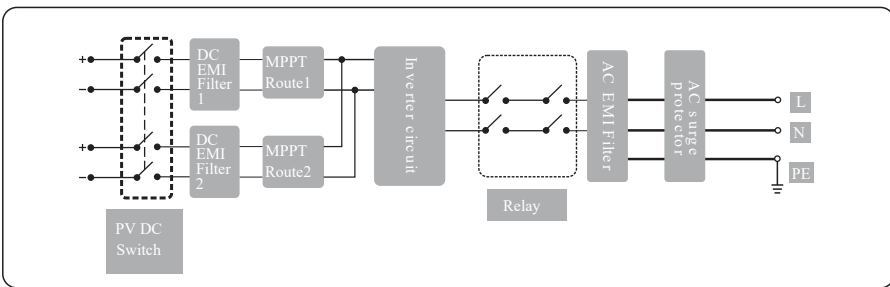 +
−
+
−
DC
EMI
Filter
1
DC
EMI
Filter
2
MPPT
Route1
MPPT
Route2
Inverter circuit
AC EMI Filter
AC surge
protector
L
N
PE
Relay
PV DC
Switch